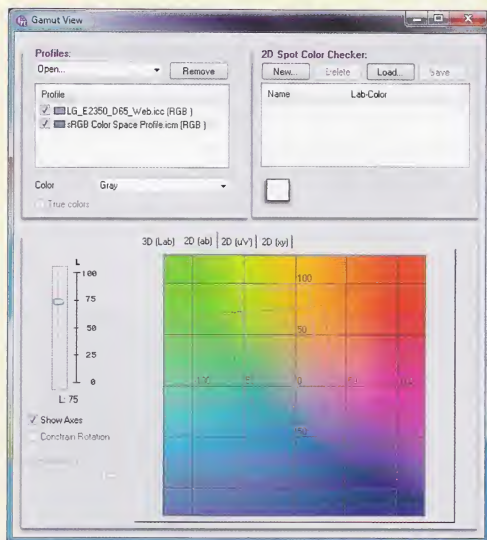 Gamut View
Profiles:
Open...
Remove
Profile
LG_E2350_D65_Web.icc (RGB )
sRGB Color Space Profile.icm (RGB )
Color
Gray
True colors
2D Spot Color Checker:
New...
Delete
Load...
Save
Name
Lab-Color
3D (Lab)
2D (ab)
2D (u'v')
2D (xy)
L
100
75
50
25
0
L: 75
Show Axes
Constrain Rotation
100
50